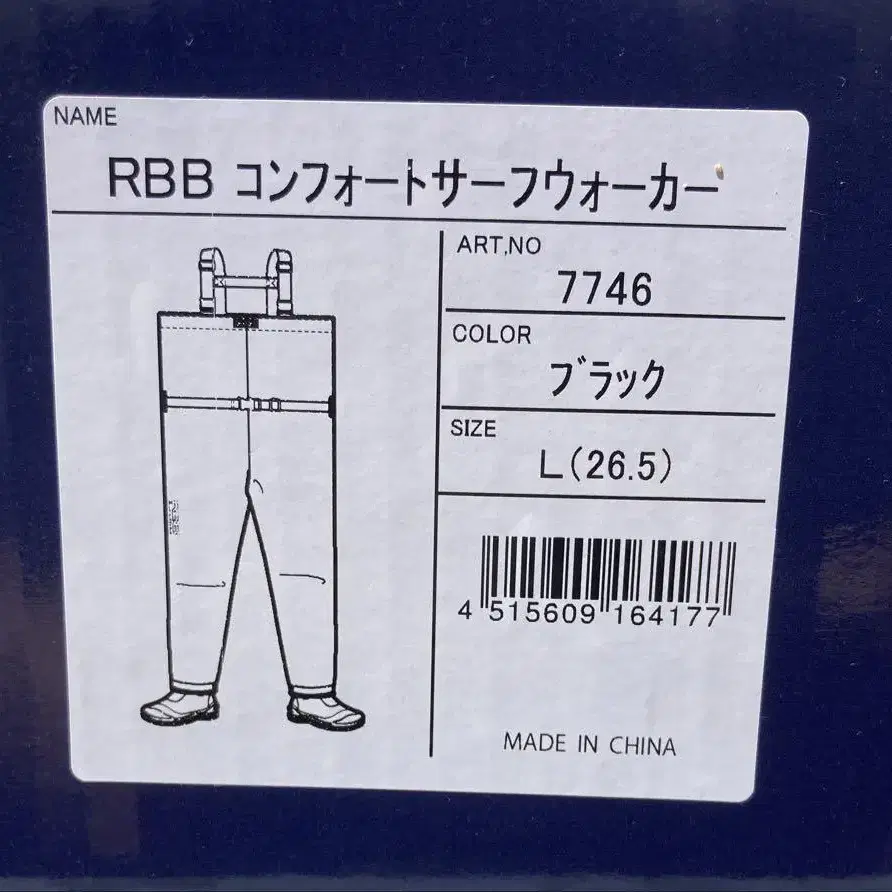 NAME
RBB コンフォートサーフウォーカー
ART,NO
7746
COLOR
ブラック
SIZE
L(26.5)
4 515609 164177
MADE IN CHINA